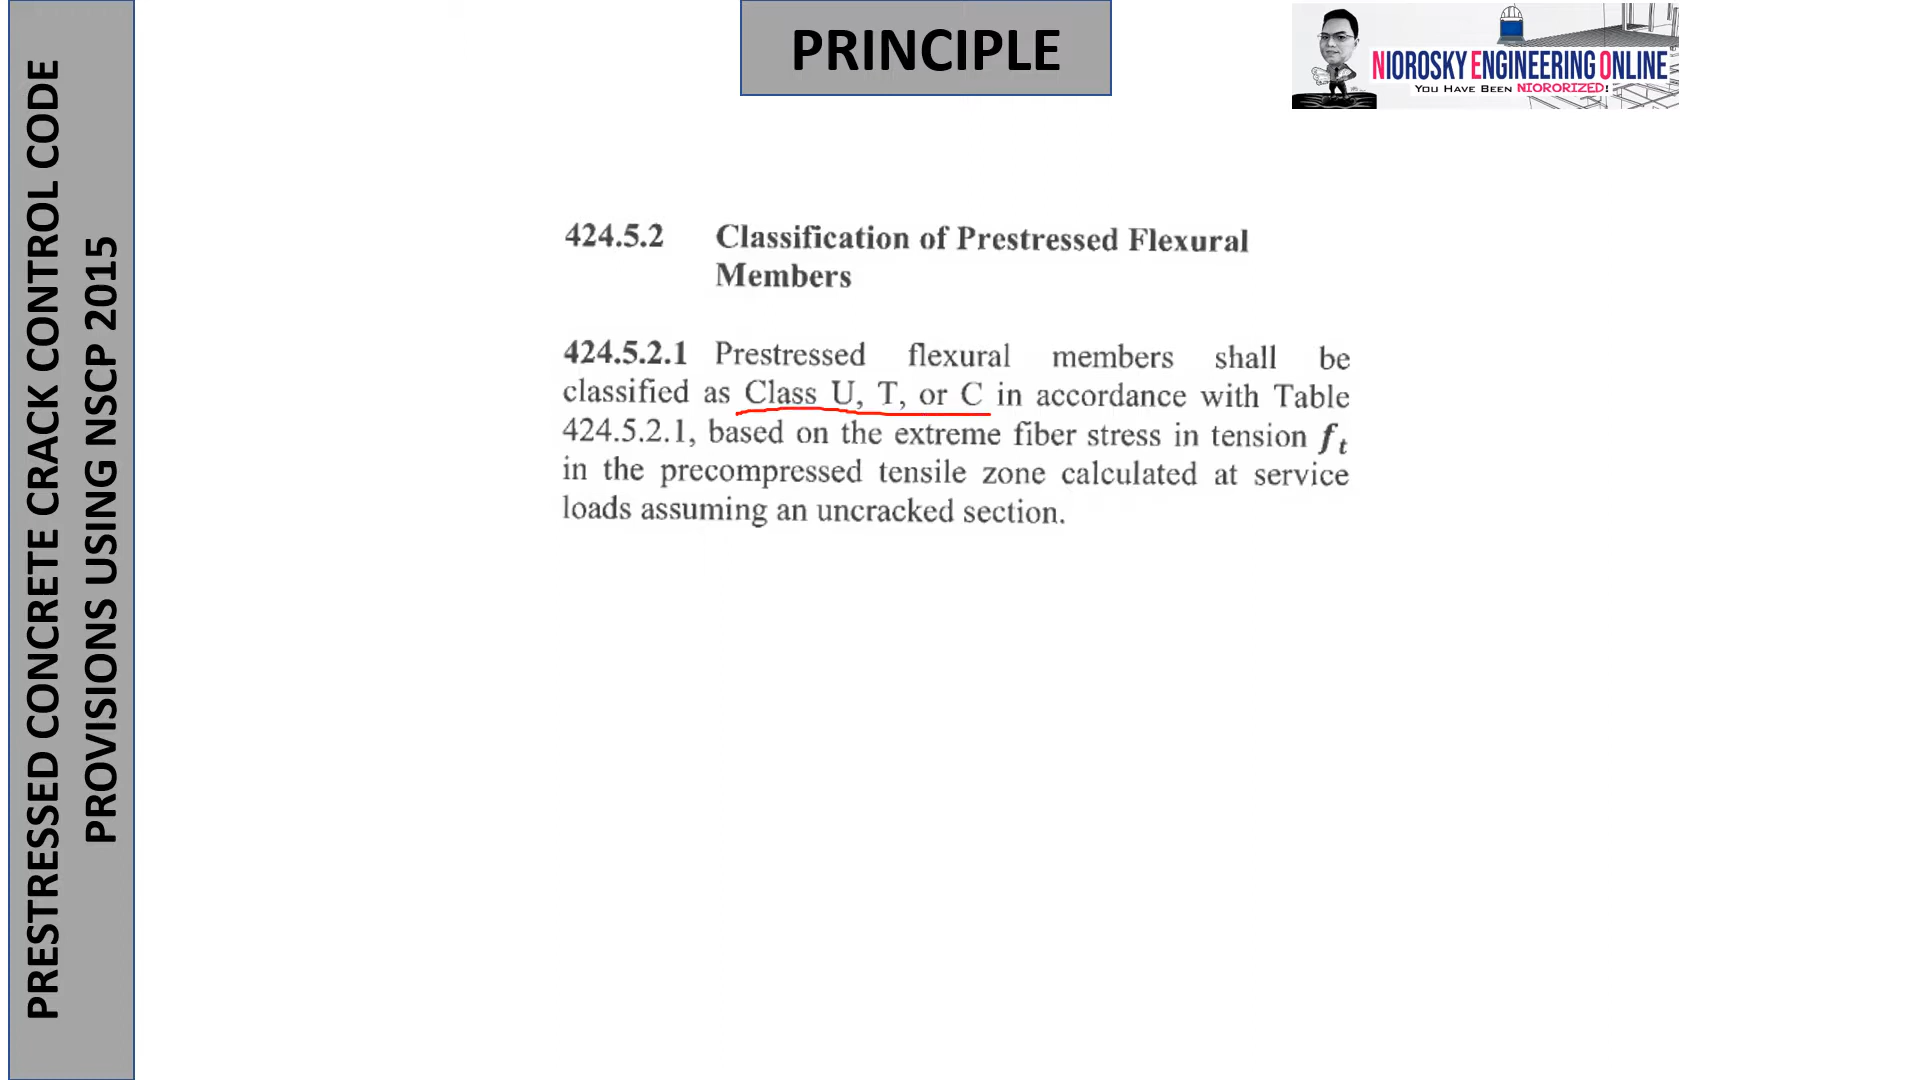 PRESTRESSED CONCRETE CRACK CONTROL CODE
PROVISIONS USING NSCP 2015
PRINCIPLE
NIOROSKY ENGINEERING ONLINE
YOU HAVE BEEN NIORORIZED!
424.5.2 Classification of Prestressed Flexural
Members
424.5.2.1 Prestressed flexural members shall be
classified as Class U, T, or C in accordance with Table
424.5.2.1, based on the extreme fiber stress in tension fₜ
in the precompressed tensile zone calculated at service
loads assuming an uncracked section.